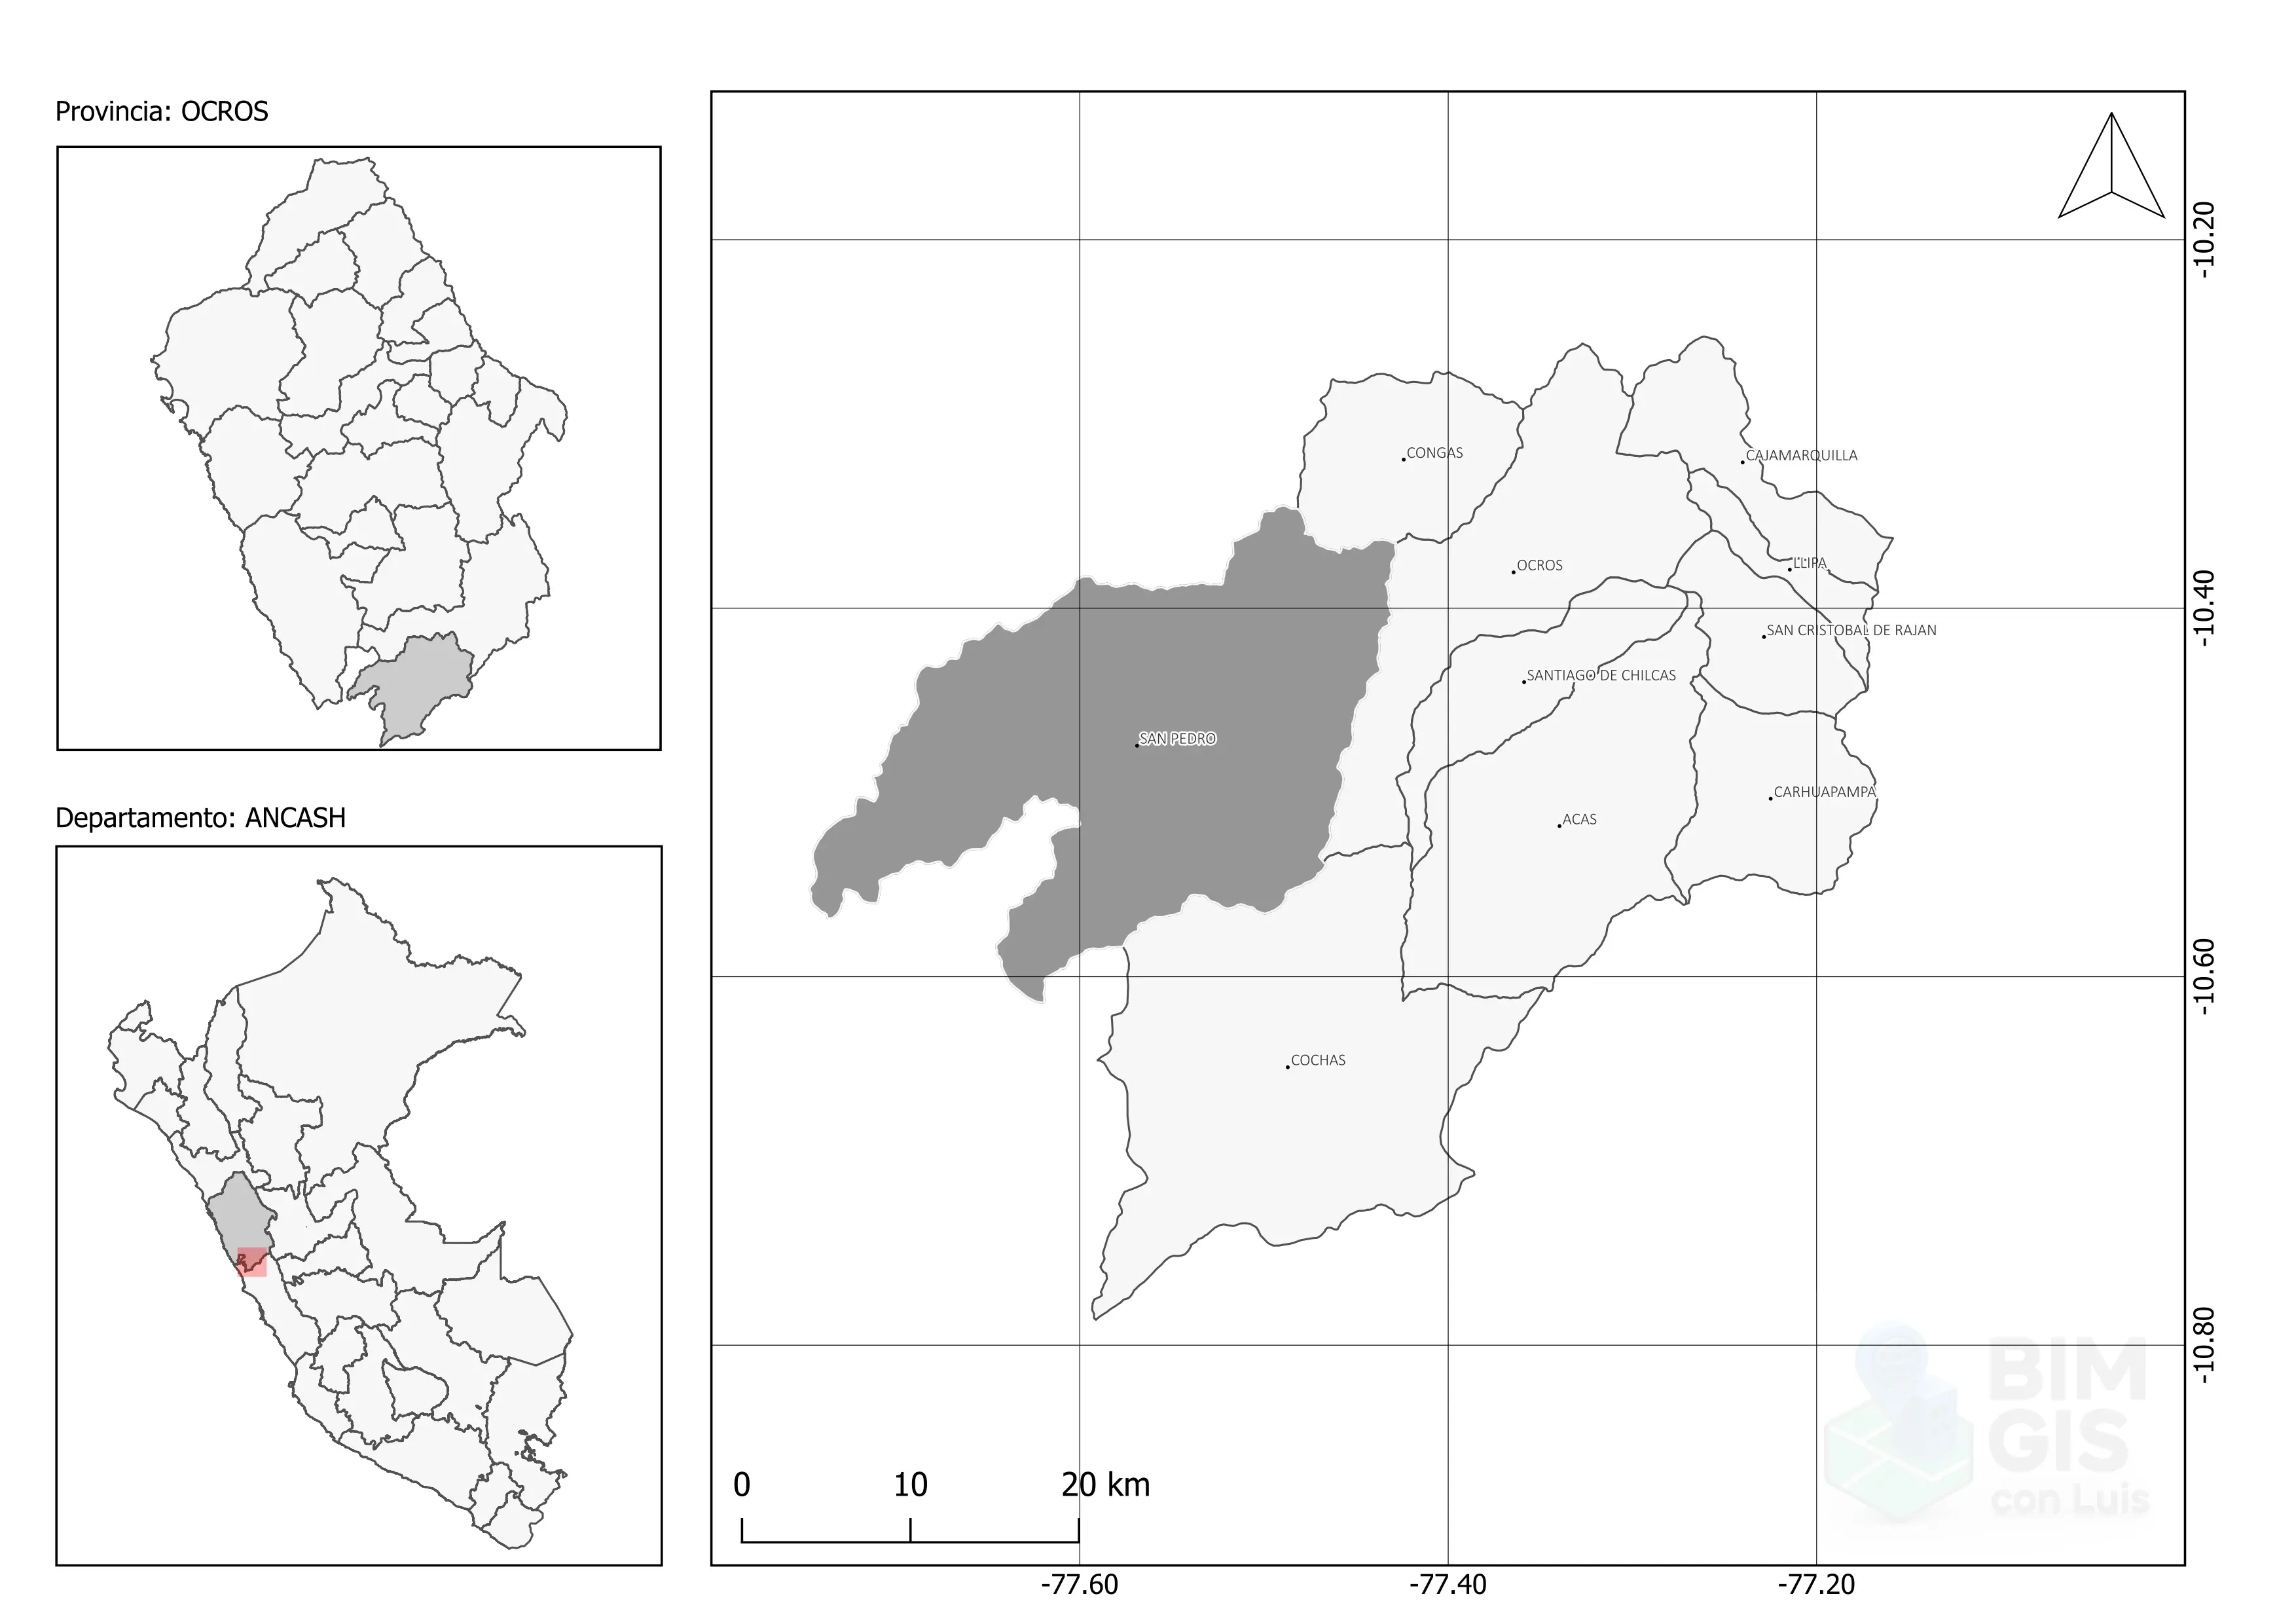 Provincia: OCROS
Departamento: ANCASH
CONGAS
CAJAMARQUILLA
OCROS
LLIPA
SAN CRISTOBAL DE RAJAN
SANTIAGO DE CHILCAS
SAN PEDRO
CARHUAPAMPA
ACAS
COCHAS
-10.20
-10.40
-10.60
-10.80
BIM
GIS
con Luis
0 10 20 km
-77.60 -77.40 -77.20